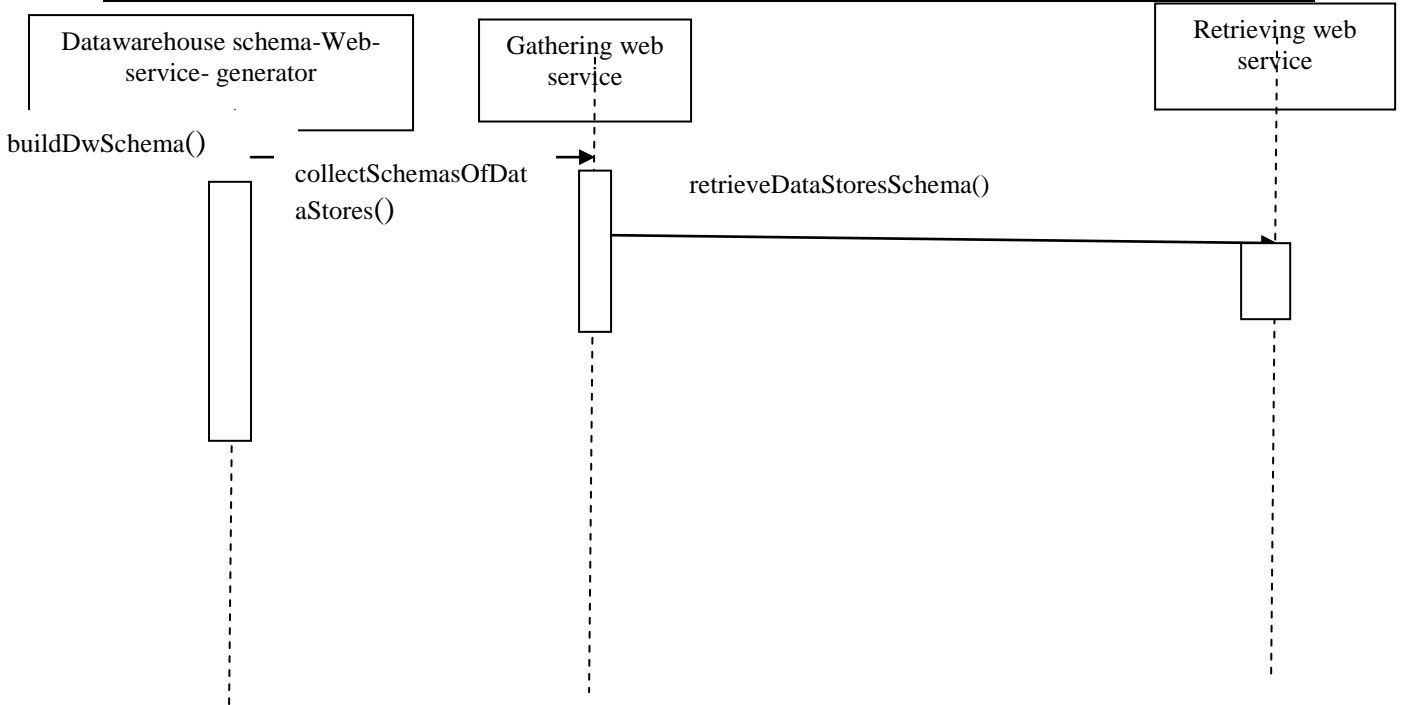 Datawarehouse schema-Web-
service- generator
Gathering web
service
Retrieving web
service
buildDwSchema()
collectSchemasOfDat
aStores()
retrieveDataStoresSchema()